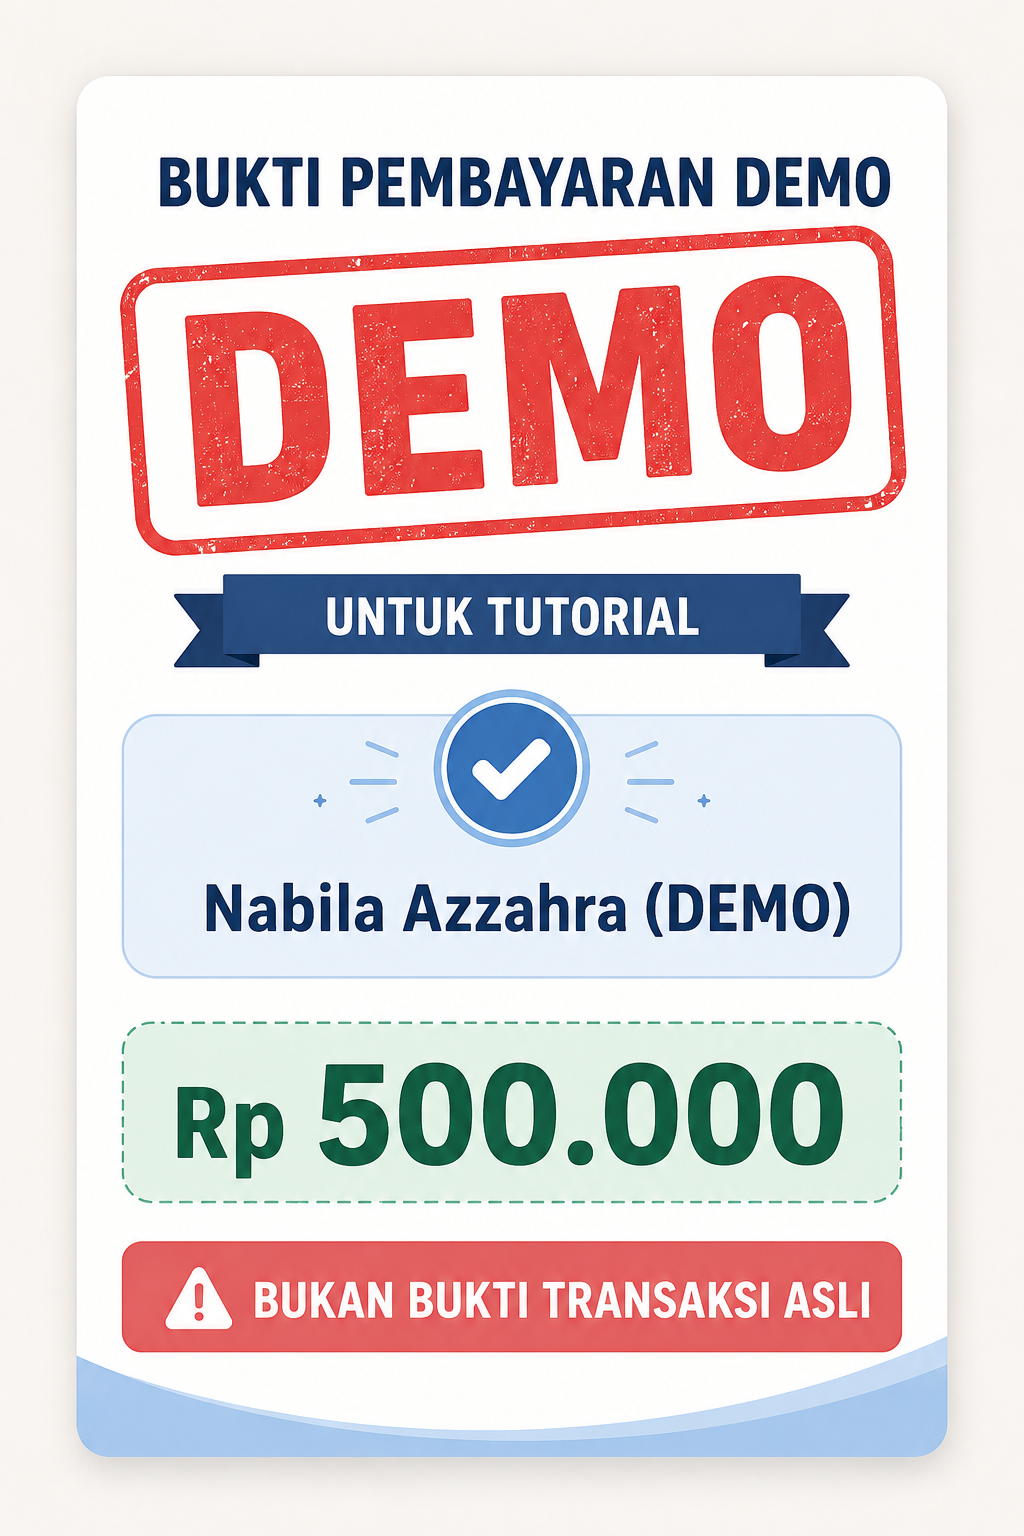 BUKTI PEMBAYARAN DEMO
DEMO
UNTUK TUTORIAL
Nabila Azzahra (DEMO)
Rp 500.000
BUKAN BUKTI TRANSAKSI ASLI